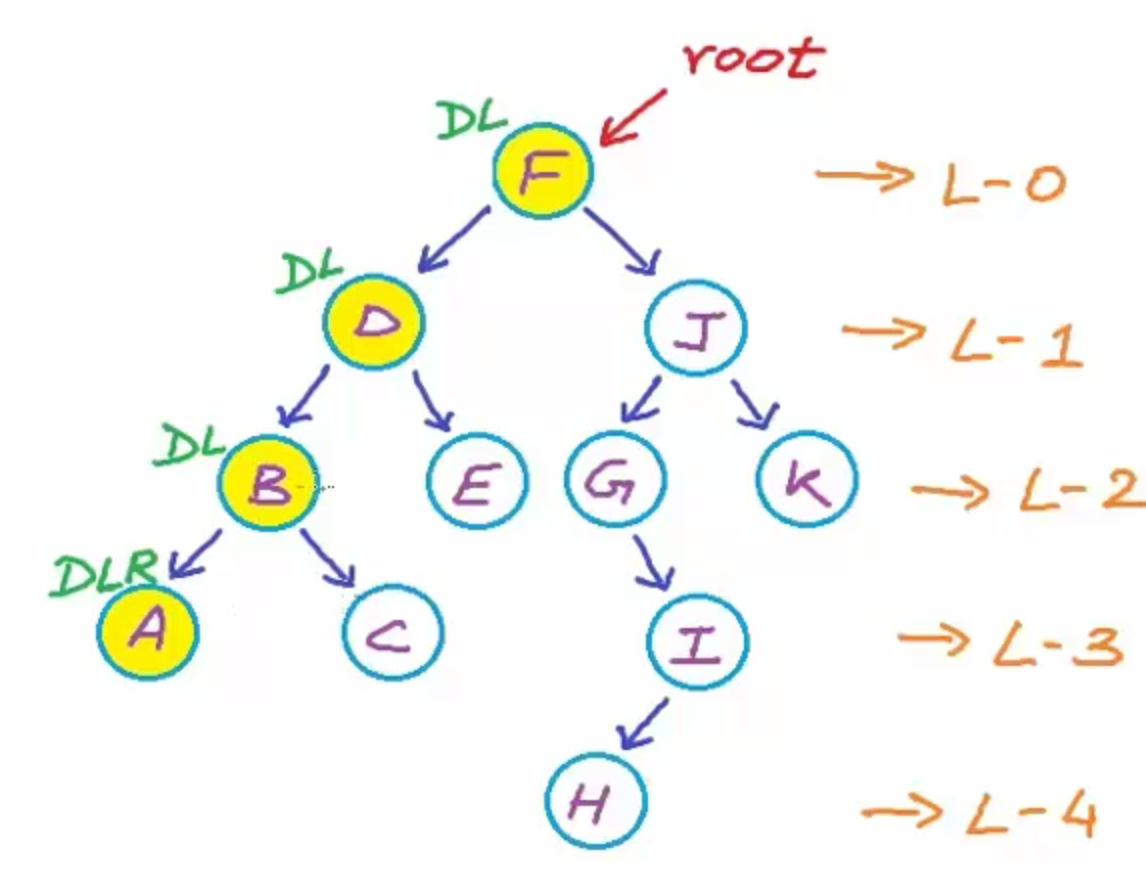 root
DL
F → L-0
DL
D J → L-1
DL
B E G K → L-2
DLR
A C I → L-3
H → L-4